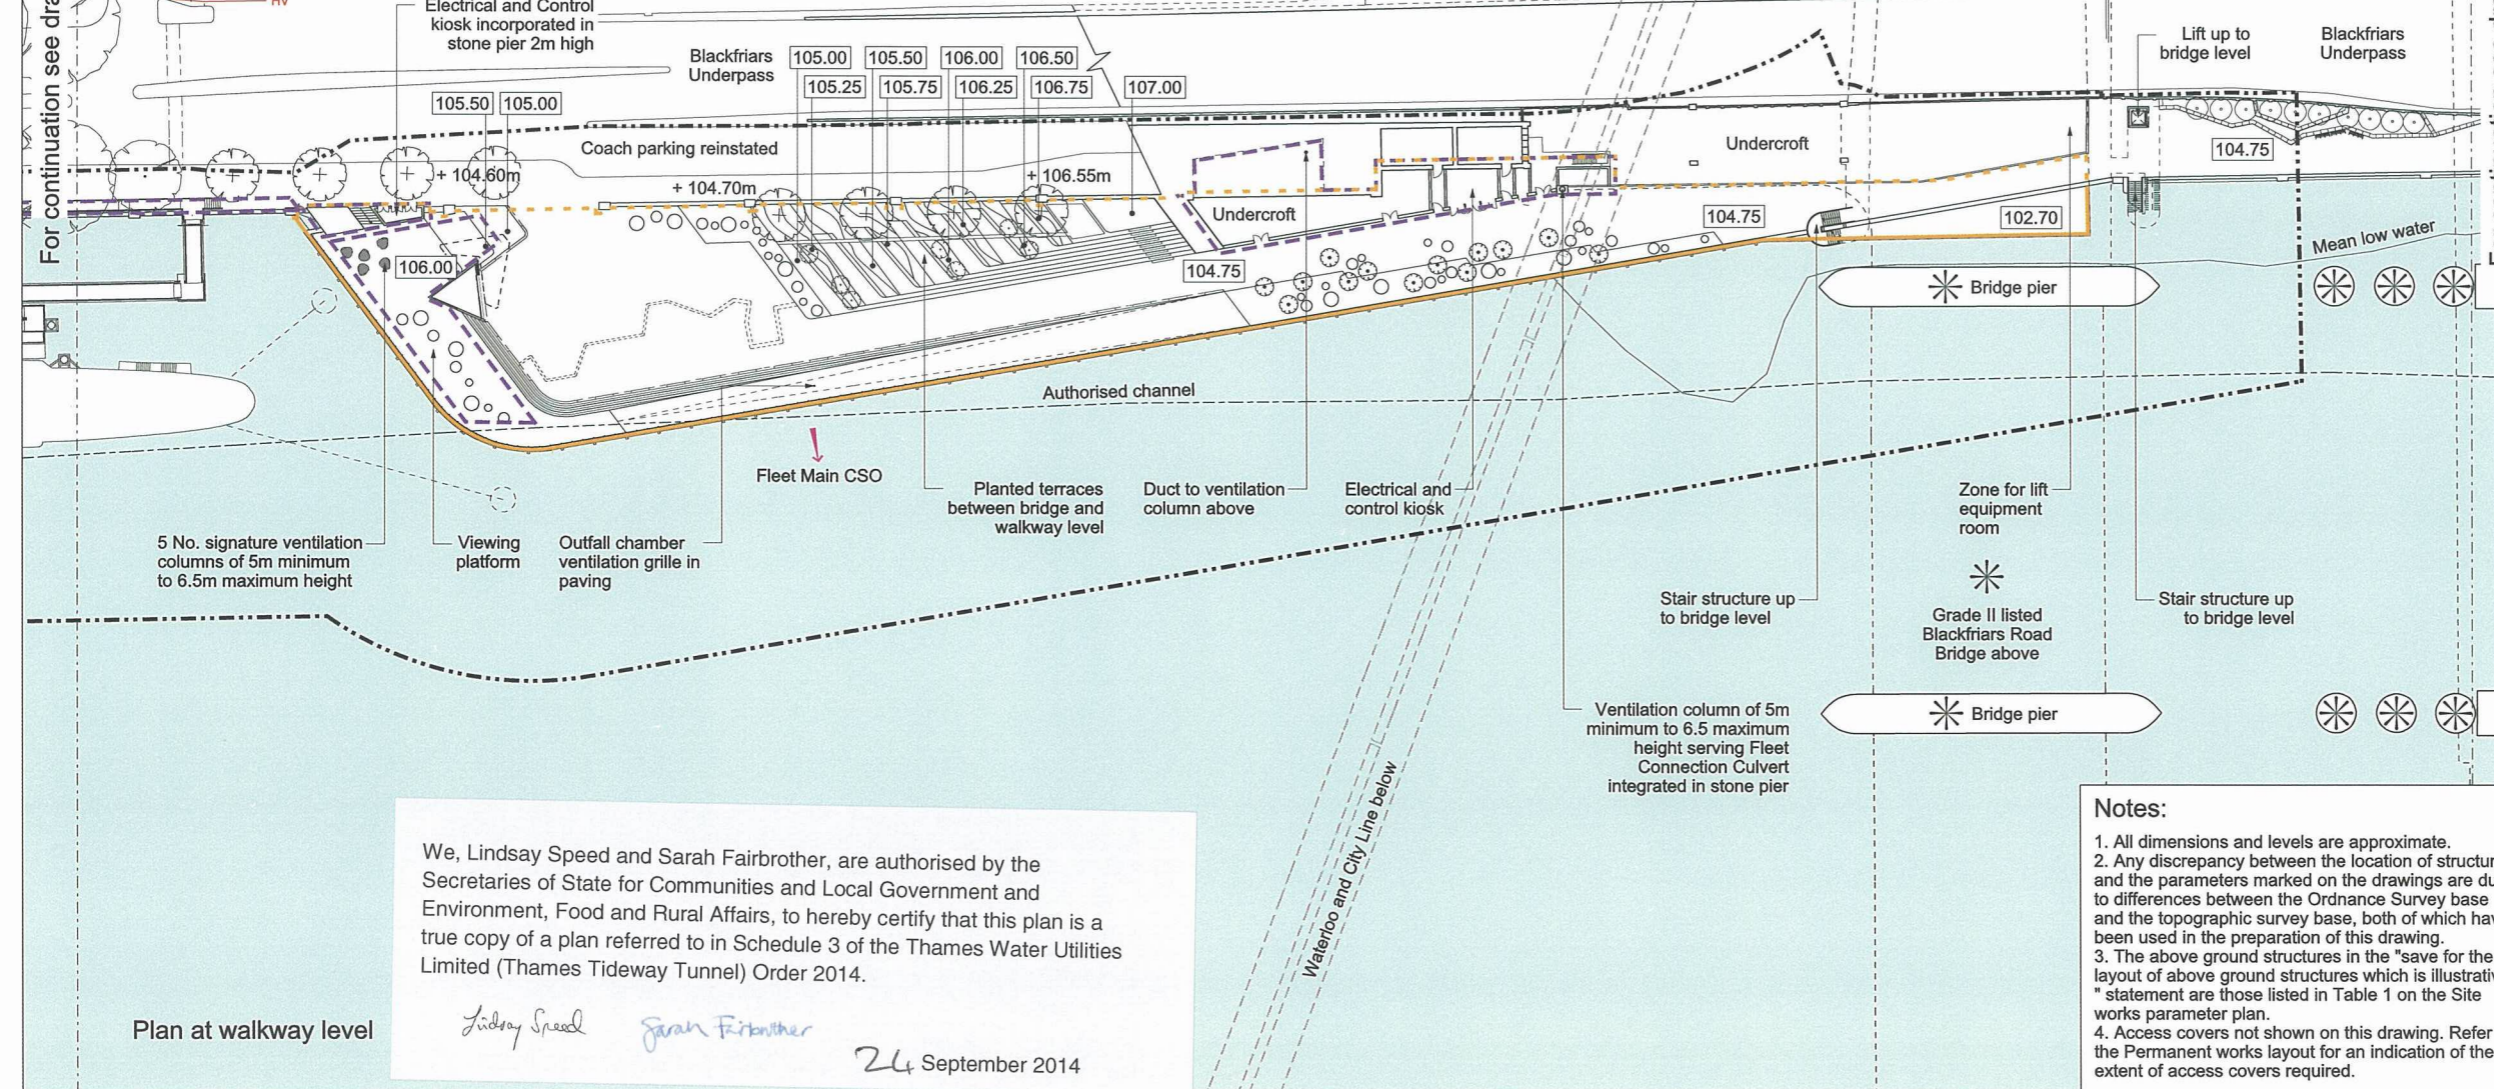 For continuation see dra
HV
Electrical and Control
kiosk incorporated in
stone pier 2m high
Blackfriars
Underpass
105.00
105.50
106.00
106.50
105.25
105.75
106.25
106.75
107.00
105.50
105.00
Lift up to
bridge level
Blackfriars
Underpass
Coach parking reinstated
+ 104.60m
+ 104.70m
+ 106.55m
Undercroft
Undercroft
104.75
104.75
102.70
106.00
104.75
Mean low water
Bridge pier
Authorised channel
Fleet Main CSO
Planted terraces
between bridge and
walkway level
Duct to ventilation
column above
Electrical and
control kiosk
Zone for lift
equipment
room
5 No. signature ventilation
columns of 5m minimum
to 6.5m maximum height
Viewing
platform
Outfall chamber
ventilation grille in
paving
Stair structure up
to bridge level
Grade II listed
Blackfriars Road
Bridge above
Stair structure up
to bridge level
Ventilation column of 5m
minimum to 6.5 maximum
height serving Fleet
Connection Culvert
integrated in stone pier
Bridge pier
Waterloo and City Line below
We, Lindsay Speed and Sarah Fairbrother, are authorised by the
Secretaries of State for Communities and Local Government and
Environment, Food and Rural Affairs, to hereby certify that this plan is a
true copy of a plan referred to in Schedule 3 of the Thames Water Utilities
Limited (Thames Tideway Tunnel) Order 2014.
Lindsay Speed
Sarah Fairbrother
24 September 2014
Plan at walkway level
Notes:
1. All dimensions and levels are approximate.
2. Any discrepancy between the location of structur
and the parameters marked on the drawings are du
to differences between the Ordnance Survey base
and the topographic survey base, both of which hav
been used in the preparation of this drawing.
3. The above ground structures in the "save for the
layout of above ground structures which is illustrativ
" statement are those listed in Table 1 on the Site
works parameter plan.
4. Access covers not shown on this drawing. Refer
the Permanent works layout for an indication of the
extent of access covers required.